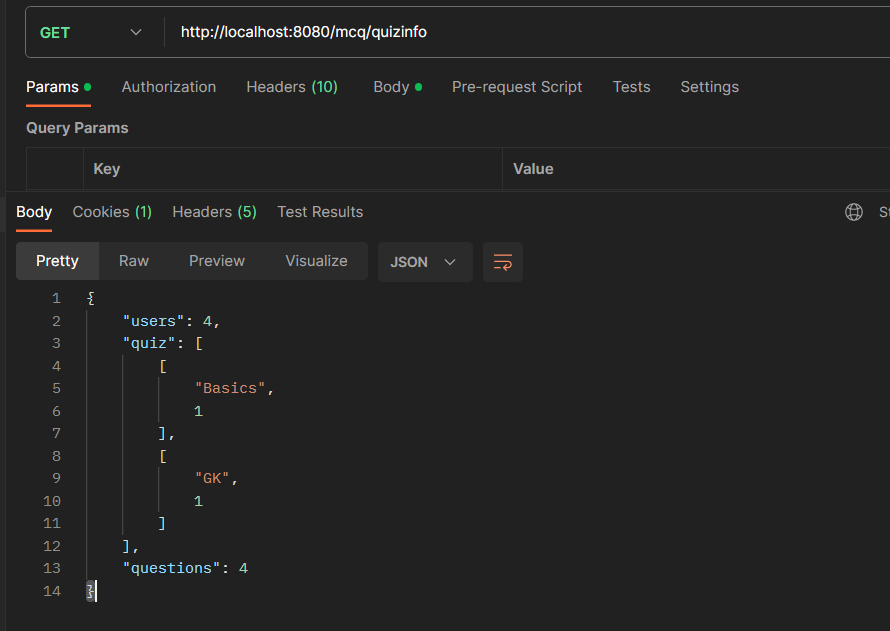 GET http://localhost:8080/mcq/quizinfo
Params Authorization Headers (10) Body Pre-request Script Tests Settings
Query Params
Key Value
Body Cookies (1) Headers (5) Test Results
Pretty Raw Preview Visualize JSON
1 {
2 "users": 4,
3 "quiz": [
4 [
5 "Basics",
6 1
7 ],
8 [
9 "GK",
10 1
11 ]
12 ],
13 "questions": 4
14 }